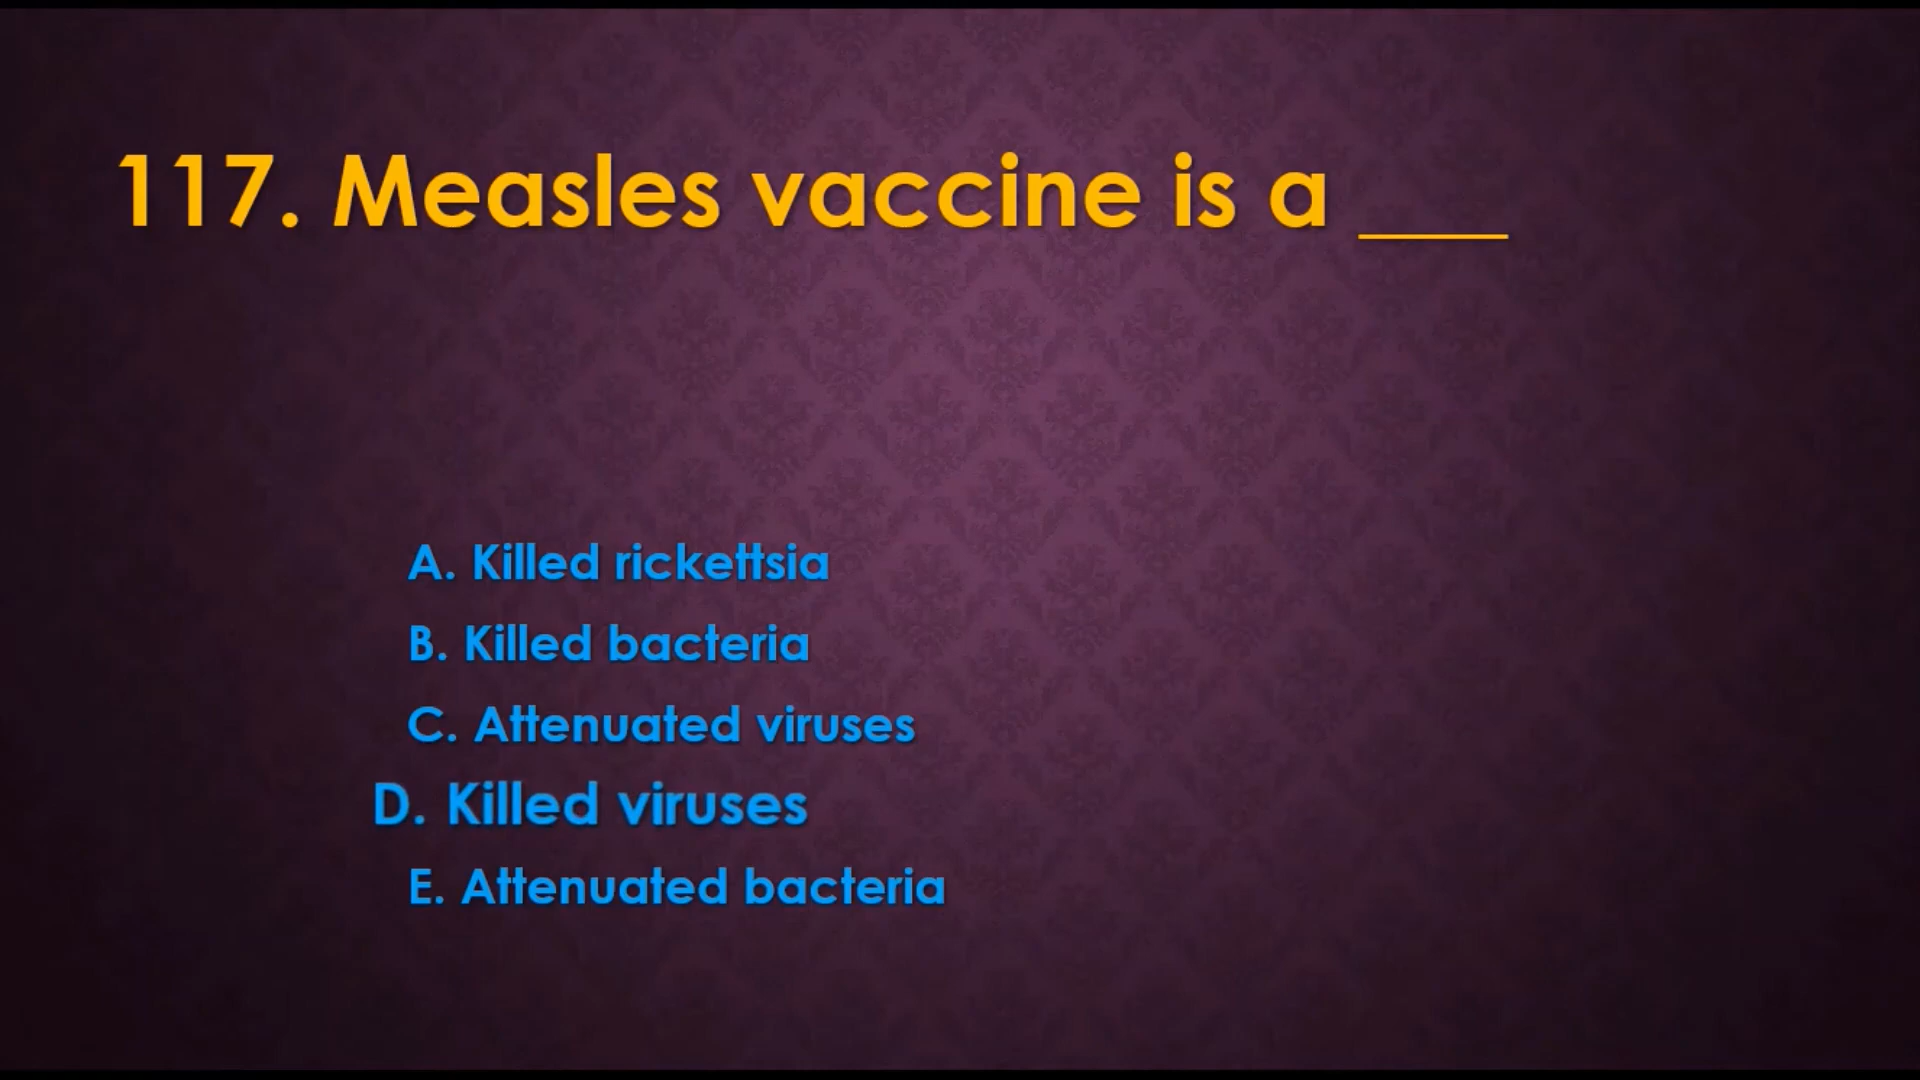 117. Measles vaccine is a ___
A. Killed rickettsia
B. Killed bacteria
C. Attenuated viruses
D. Killed viruses
E. Attenuated bacteria